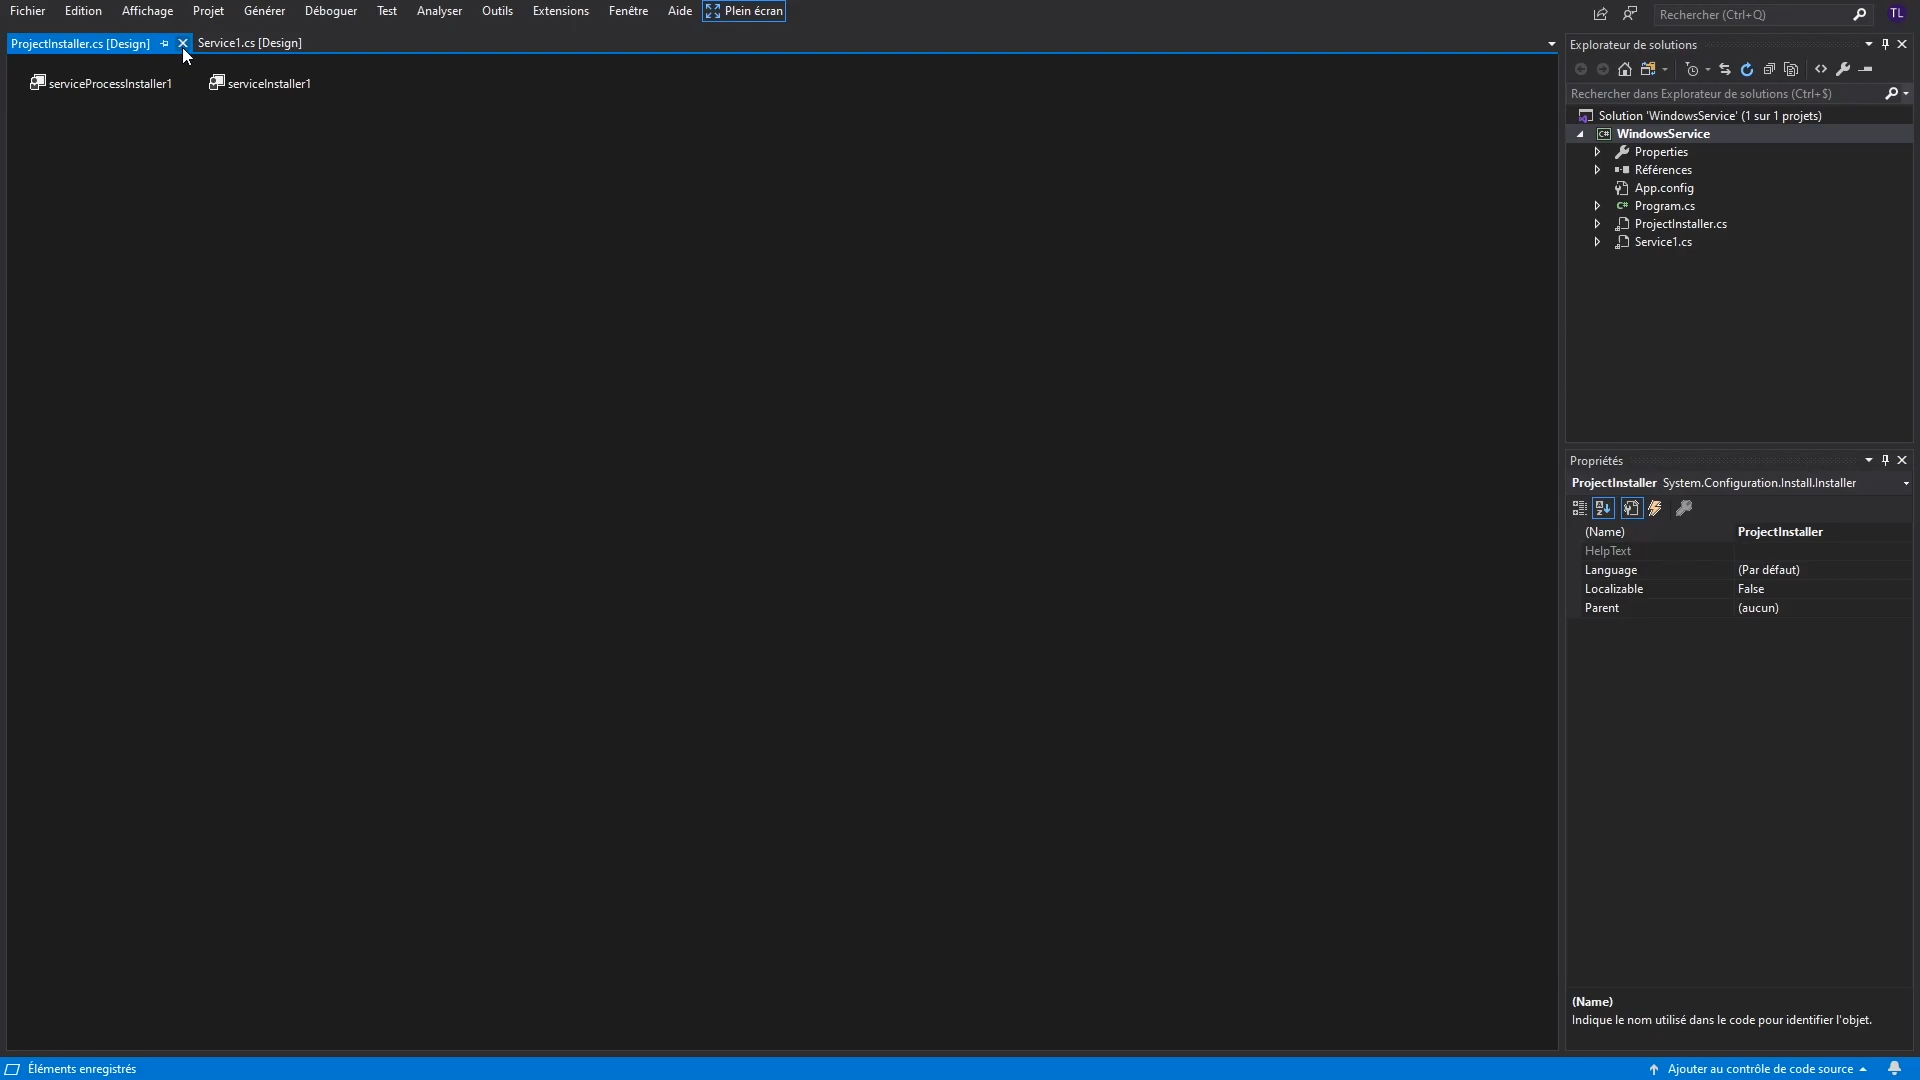 Fichier Edition Affichage Projet Générer Déboguer Test Analyser Outils Extensions Fenêtre Aide Plein écran Rechercher (Ctrl+Q) TL
ProjectInstaller.cs [Design] Service1.cs [Design]
serviceProcessInstaller1 serviceInstaller1
Explorateur de solutions
Rechercher dans Explorateur de solutions (Ctrl+$)
Solution 'WindowsService' (1 sur 1 projets)
C# WindowsService
Properties
Références
App.config
C# Program.cs
ProjectInstaller.cs
Service1.cs
Propriétés
ProjectInstaller System.Configuration.Install.Installer
(Name) ProjectInstaller
HelpText
Language (Par défaut)
Localizable False
Parent (aucun)
(Name)
Indique le nom utilisé dans le code pour identifier l'objet.
Éléments enregistrés Ajouter au contrôle de code source